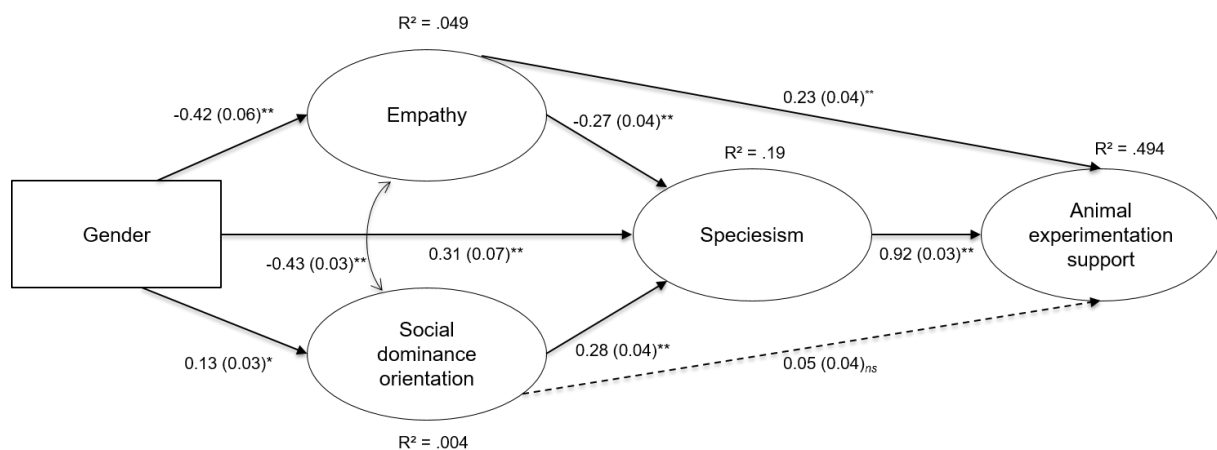 R² = .049
Empathy
-0.42 (0.06)**
0.23 (0.04)**
-0.27 (0.04)**
R² = .19
R² = .494
Gender
Speciesism
Animal
experimentation
support
0.31 (0.07)**
0.92 (0.03)**
-0.43 (0.03)**
Social
dominance
orientation
0.13 (0.03)*
0.28 (0.04)**
0.05 (0.04)ns
R² = .004